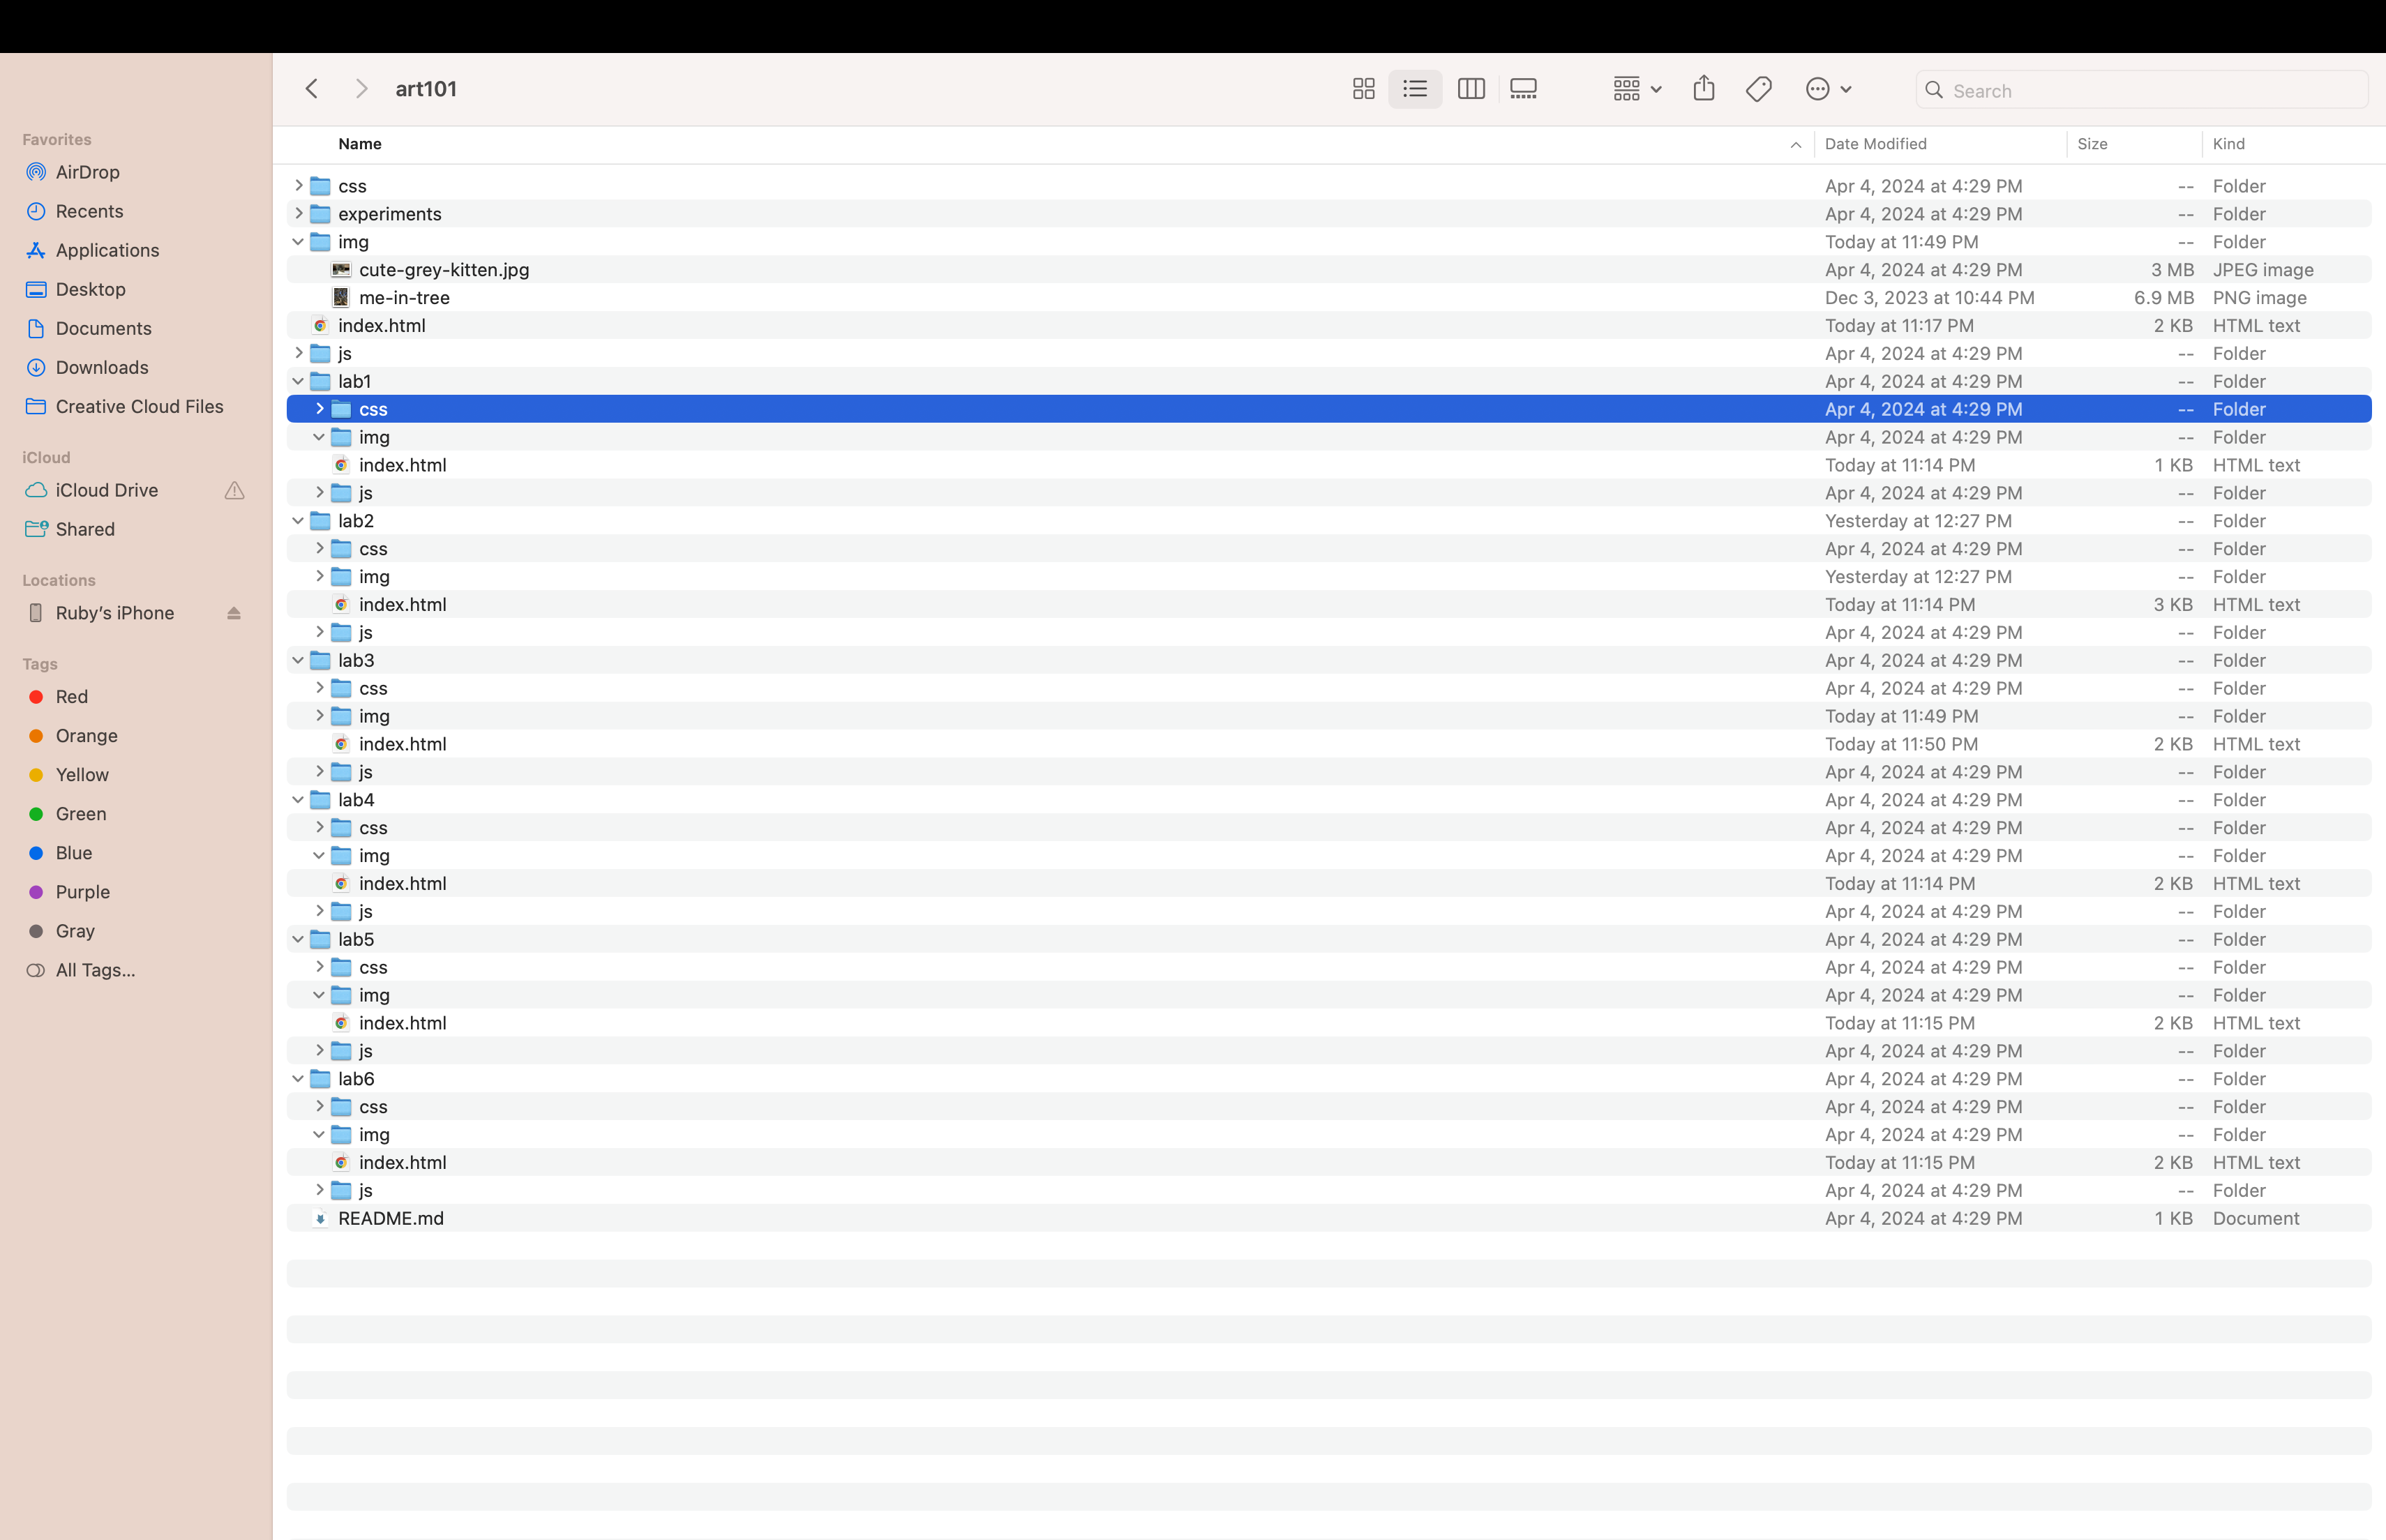 art101
Search
Favorites
AirDrop
Recents
Applications
Desktop
Documents
Downloads
Creative Cloud Files
iCloud
iCloud Drive
Shared
Locations
Ruby’s iPhone
Tags
Red
Orange
Yellow
Green
Blue
Purple
Gray
All Tags...
Name Date Modified Size Kind
css Apr 4, 2024 at 4:29 PM -- Folder
experiments Apr 4, 2024 at 4:29 PM -- Folder
img Today at 11:49 PM -- Folder
cute-grey-kitten.jpg Apr 4, 2024 at 4:29 PM 3 MB JPEG image
me-in-tree Dec 3, 2023 at 10:44 PM 6.9 MB PNG image
index.html Today at 11:17 PM 2 KB HTML text
js Apr 4, 2024 at 4:29 PM -- Folder
lab1 Apr 4, 2024 at 4:29 PM -- Folder
css Apr 4, 2024 at 4:29 PM -- Folder
img Apr 4, 2024 at 4:29 PM -- Folder
index.html Today at 11:14 PM 1 KB HTML text
js Apr 4, 2024 at 4:29 PM -- Folder
lab2 Yesterday at 12:27 PM -- Folder
css Apr 4, 2024 at 4:29 PM -- Folder
img Yesterday at 12:27 PM -- Folder
index.html Today at 11:14 PM 3 KB HTML text
js Apr 4, 2024 at 4:29 PM -- Folder
lab3 Apr 4, 2024 at 4:29 PM -- Folder
css Apr 4, 2024 at 4:29 PM -- Folder
img Today at 11:49 PM -- Folder
index.html Today at 11:50 PM 2 KB HTML text
js Apr 4, 2024 at 4:29 PM -- Folder
lab4 Apr 4, 2024 at 4:29 PM -- Folder
css Apr 4, 2024 at 4:29 PM -- Folder
img Apr 4, 2024 at 4:29 PM -- Folder
index.html Today at 11:14 PM 2 KB HTML text
js Apr 4, 2024 at 4:29 PM -- Folder
lab5 Apr 4, 2024 at 4:29 PM -- Folder
css Apr 4, 2024 at 4:29 PM -- Folder
img Apr 4, 2024 at 4:29 PM -- Folder
index.html Today at 11:15 PM 2 KB HTML text
js Apr 4, 2024 at 4:29 PM -- Folder
lab6 Apr 4, 2024 at 4:29 PM -- Folder
css Apr 4, 2024 at 4:29 PM -- Folder
img Apr 4, 2024 at 4:29 PM -- Folder
index.html Today at 11:15 PM 2 KB HTML text
js Apr 4, 2024 at 4:29 PM -- Folder
README.md Apr 4, 2024 at 4:29 PM 1 KB Document